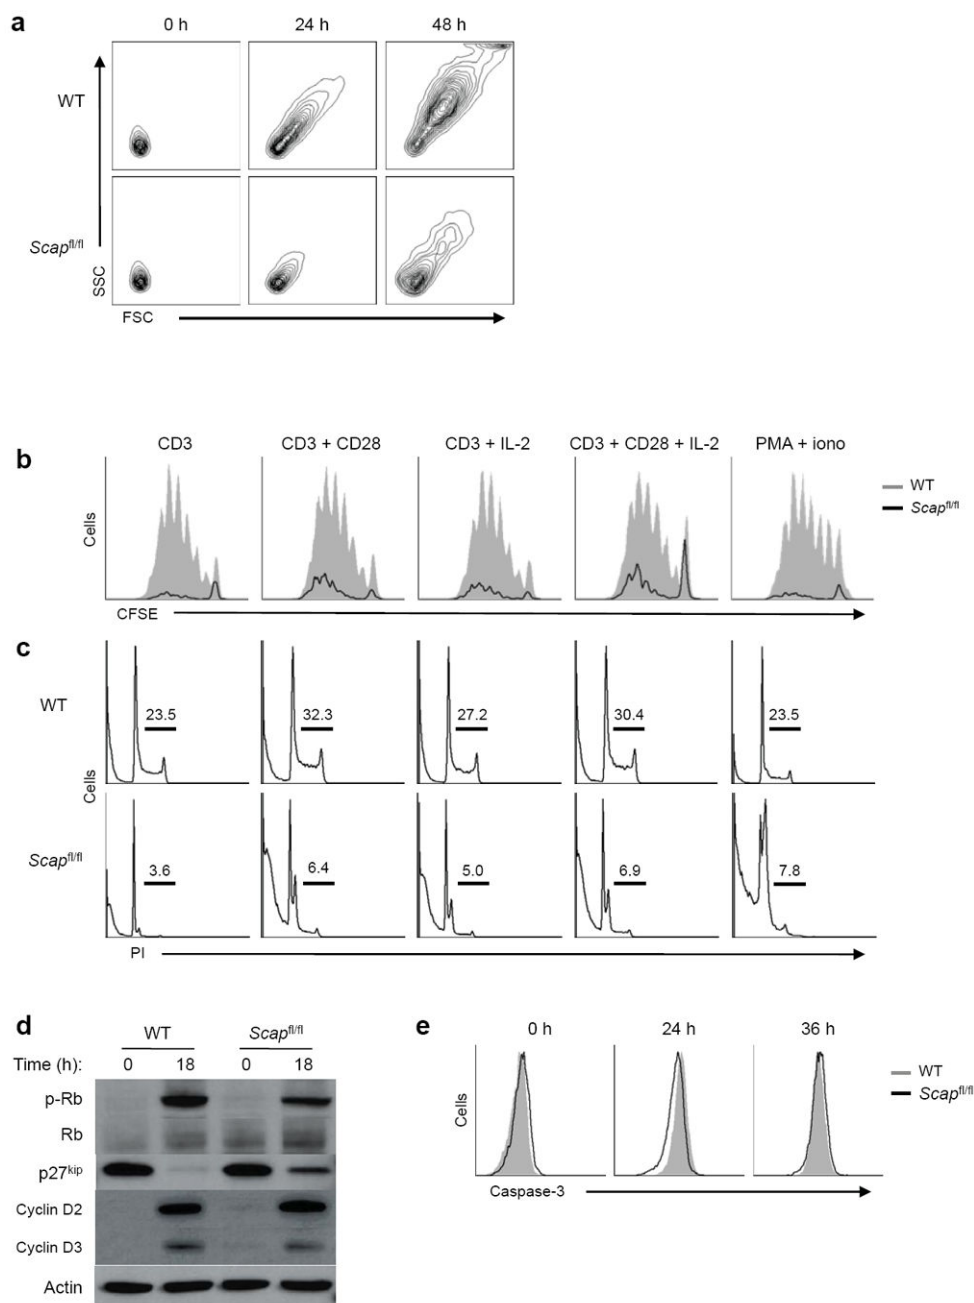 a
0 h 24 h 48 h
WT
Scapfl/fl
SSC
FSC
b
CD3 CD3 + CD28 CD3 + IL-2 CD3 + CD28 + IL-2 PMA + iono
WT
Scapfl/fl
Cells
CFSE
c
WT
23.5 32.3 27.2 30.4 23.5
Cells
Scapfl/fl
3.6 6.4 5.0 6.9 7.8
PI
d
WT Scapfl/fl
Time (h): 0 18 0 18
p-Rb
Rb
p27kip
Cyclin D2
Cyclin D3
Actin
e
0 h 24 h 36 h
WT
Scapfl/fl
Cells
Caspase-3